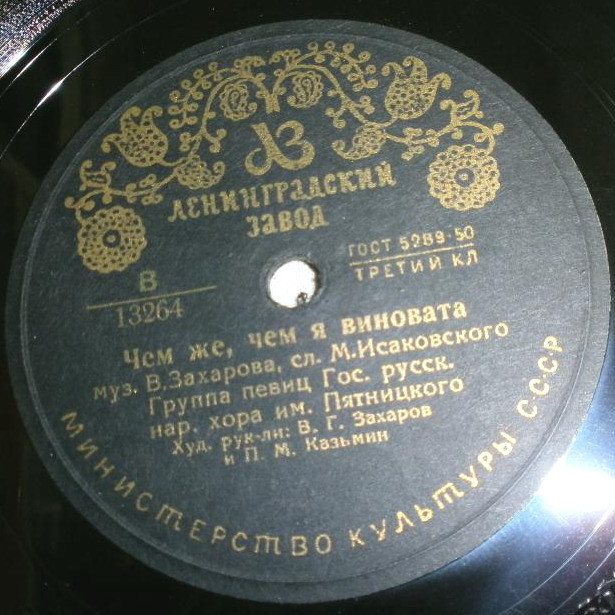 ЛЗ
ЛЕНИНГРАДСКИЙ
ЗАВОД
ГОСТ 5289-50
ТРЕТИЙ КЛ
В
13264
Чем же, чем я виновата
муз. В.Захарова, сл. М.Исаковского
Группа певиц Гос. русск.
нар. хора им. Пятницкого
Худ. рук-ли: В. Г. Захаров
и П. М. Казьмин
МИНИСТЕРСТВО КУЛЬТУРЫ СССР